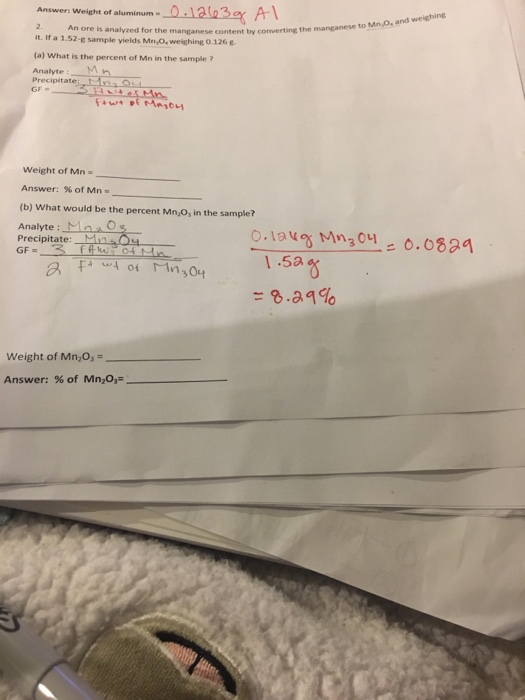 Answer: Weight of aluminum = 0.1263g Al
2. An ore is analyzed for the manganese content by converting the manganese to Mn₃O₄ and weighing
it. If a 1.52-g sample yields Mn₃O₄ weighing 0.126 g.
(a) What is the percent of Mn in the sample ?
Analyte : Mn
Precipitate: Mn₃O₄
GF = 3 f.wt of Mn
f.wt of Mn₃O₄
Weight of Mn =
Answer: % of Mn =
(b) What would be the percent Mn₂O₃ in the sample?
Analyte : Mn₂O₃
Precipitate: Mn₃O₄
GF = 3 f.wt of Mn
2 ft wt of Mn₃O₄
0.126g Mn₃O₄ = 0.0829
1.52g
= 8.29%
Weight of Mn₂O₃ =
Answer: % of Mn₂O₃=